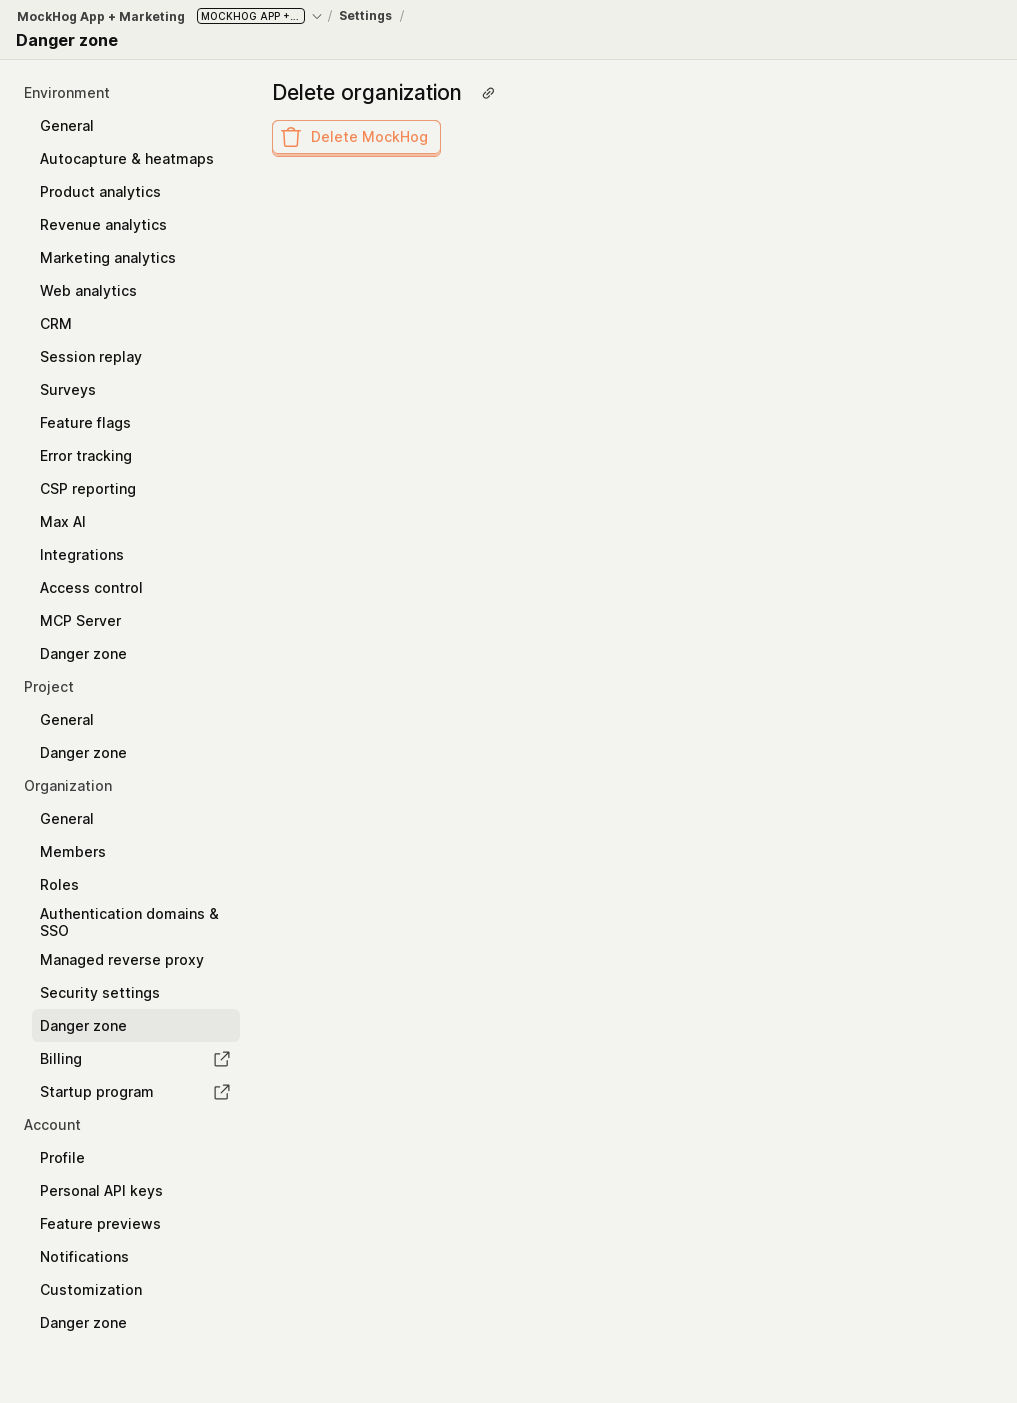 MockHog App + Marketing MOCKHOG APP +... / Settings /
Danger zone
Environment
General
Autocapture & heatmaps
Product analytics
Revenue analytics
Marketing analytics
Web analytics
CRM
Session replay
Surveys
Feature flags
Error tracking
CSP reporting
Max AI
Integrations
Access control
MCP Server
Danger zone
Project
General
Danger zone
Organization
General
Members
Roles
Authentication domains &
SSO
Managed reverse proxy
Security settings
Danger zone
Billing
Startup program
Account
Profile
Personal API keys
Feature previews
Notifications
Customization
Danger zone
Delete organization
Delete MockHog